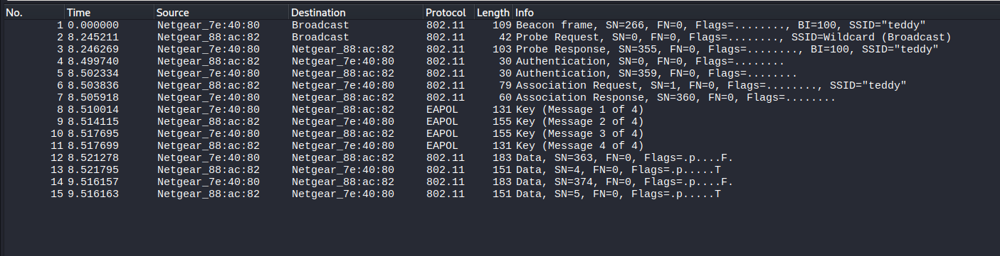 No. Time Source Destination Protocol Length Info
1 0.000000 Netgear_7e:40:80 Broadcast 802.11 109 Beacon frame, SN=266, FN=0, Flags=........, BI=100, SSID="teddy"
2 8.245211 Netgear_88:ac:82 Broadcast 802.11 42 Probe Request, SN=0, FN=0, Flags=........, SSID=Wildcard (Broadcast)
3 8.246269 Netgear_7e:40:80 Netgear_88:ac:82 802.11 103 Probe Response, SN=355, FN=0, Flags=........, BI=100, SSID="teddy"
4 8.499740 Netgear_88:ac:82 Netgear_7e:40:80 802.11 30 Authentication, SN=0, FN=0, Flags=........
5 8.502334 Netgear_7e:40:80 Netgear_88:ac:82 802.11 30 Authentication, SN=359, FN=0, Flags=........
6 8.503836 Netgear_88:ac:82 Netgear_7e:40:80 802.11 79 Association Request, SN=1, FN=0, Flags=........, SSID="teddy"
7 8.505918 Netgear_7e:40:80 Netgear_88:ac:82 802.11 60 Association Response, SN=360, FN=0, Flags=........
8 8.510014 Netgear_7e:40:80 Netgear_88:ac:82 EAPOL 131 Key (Message 1 of 4)
9 8.514115 Netgear_88:ac:82 Netgear_7e:40:80 EAPOL 155 Key (Message 2 of 4)
10 8.517695 Netgear_7e:40:80 Netgear_88:ac:82 EAPOL 155 Key (Message 3 of 4)
11 8.517699 Netgear_88:ac:82 Netgear_7e:40:80 EAPOL 131 Key (Message 4 of 4)
12 8.521278 Netgear_7e:40:80 Netgear_88:ac:82 802.11 183 Data, SN=363, FN=0, Flags=.p....F.
13 8.521795 Netgear_88:ac:82 Netgear_7e:40:80 802.11 151 Data, SN=4, FN=0, Flags=.p.....T
14 9.516157 Netgear_7e:40:80 Netgear_88:ac:82 802.11 183 Data, SN=374, FN=0, Flags=.p....F.
15 9.516163 Netgear_88:ac:82 Netgear_7e:40:80 802.11 151 Data, SN=5, FN=0, Flags=.p.....T